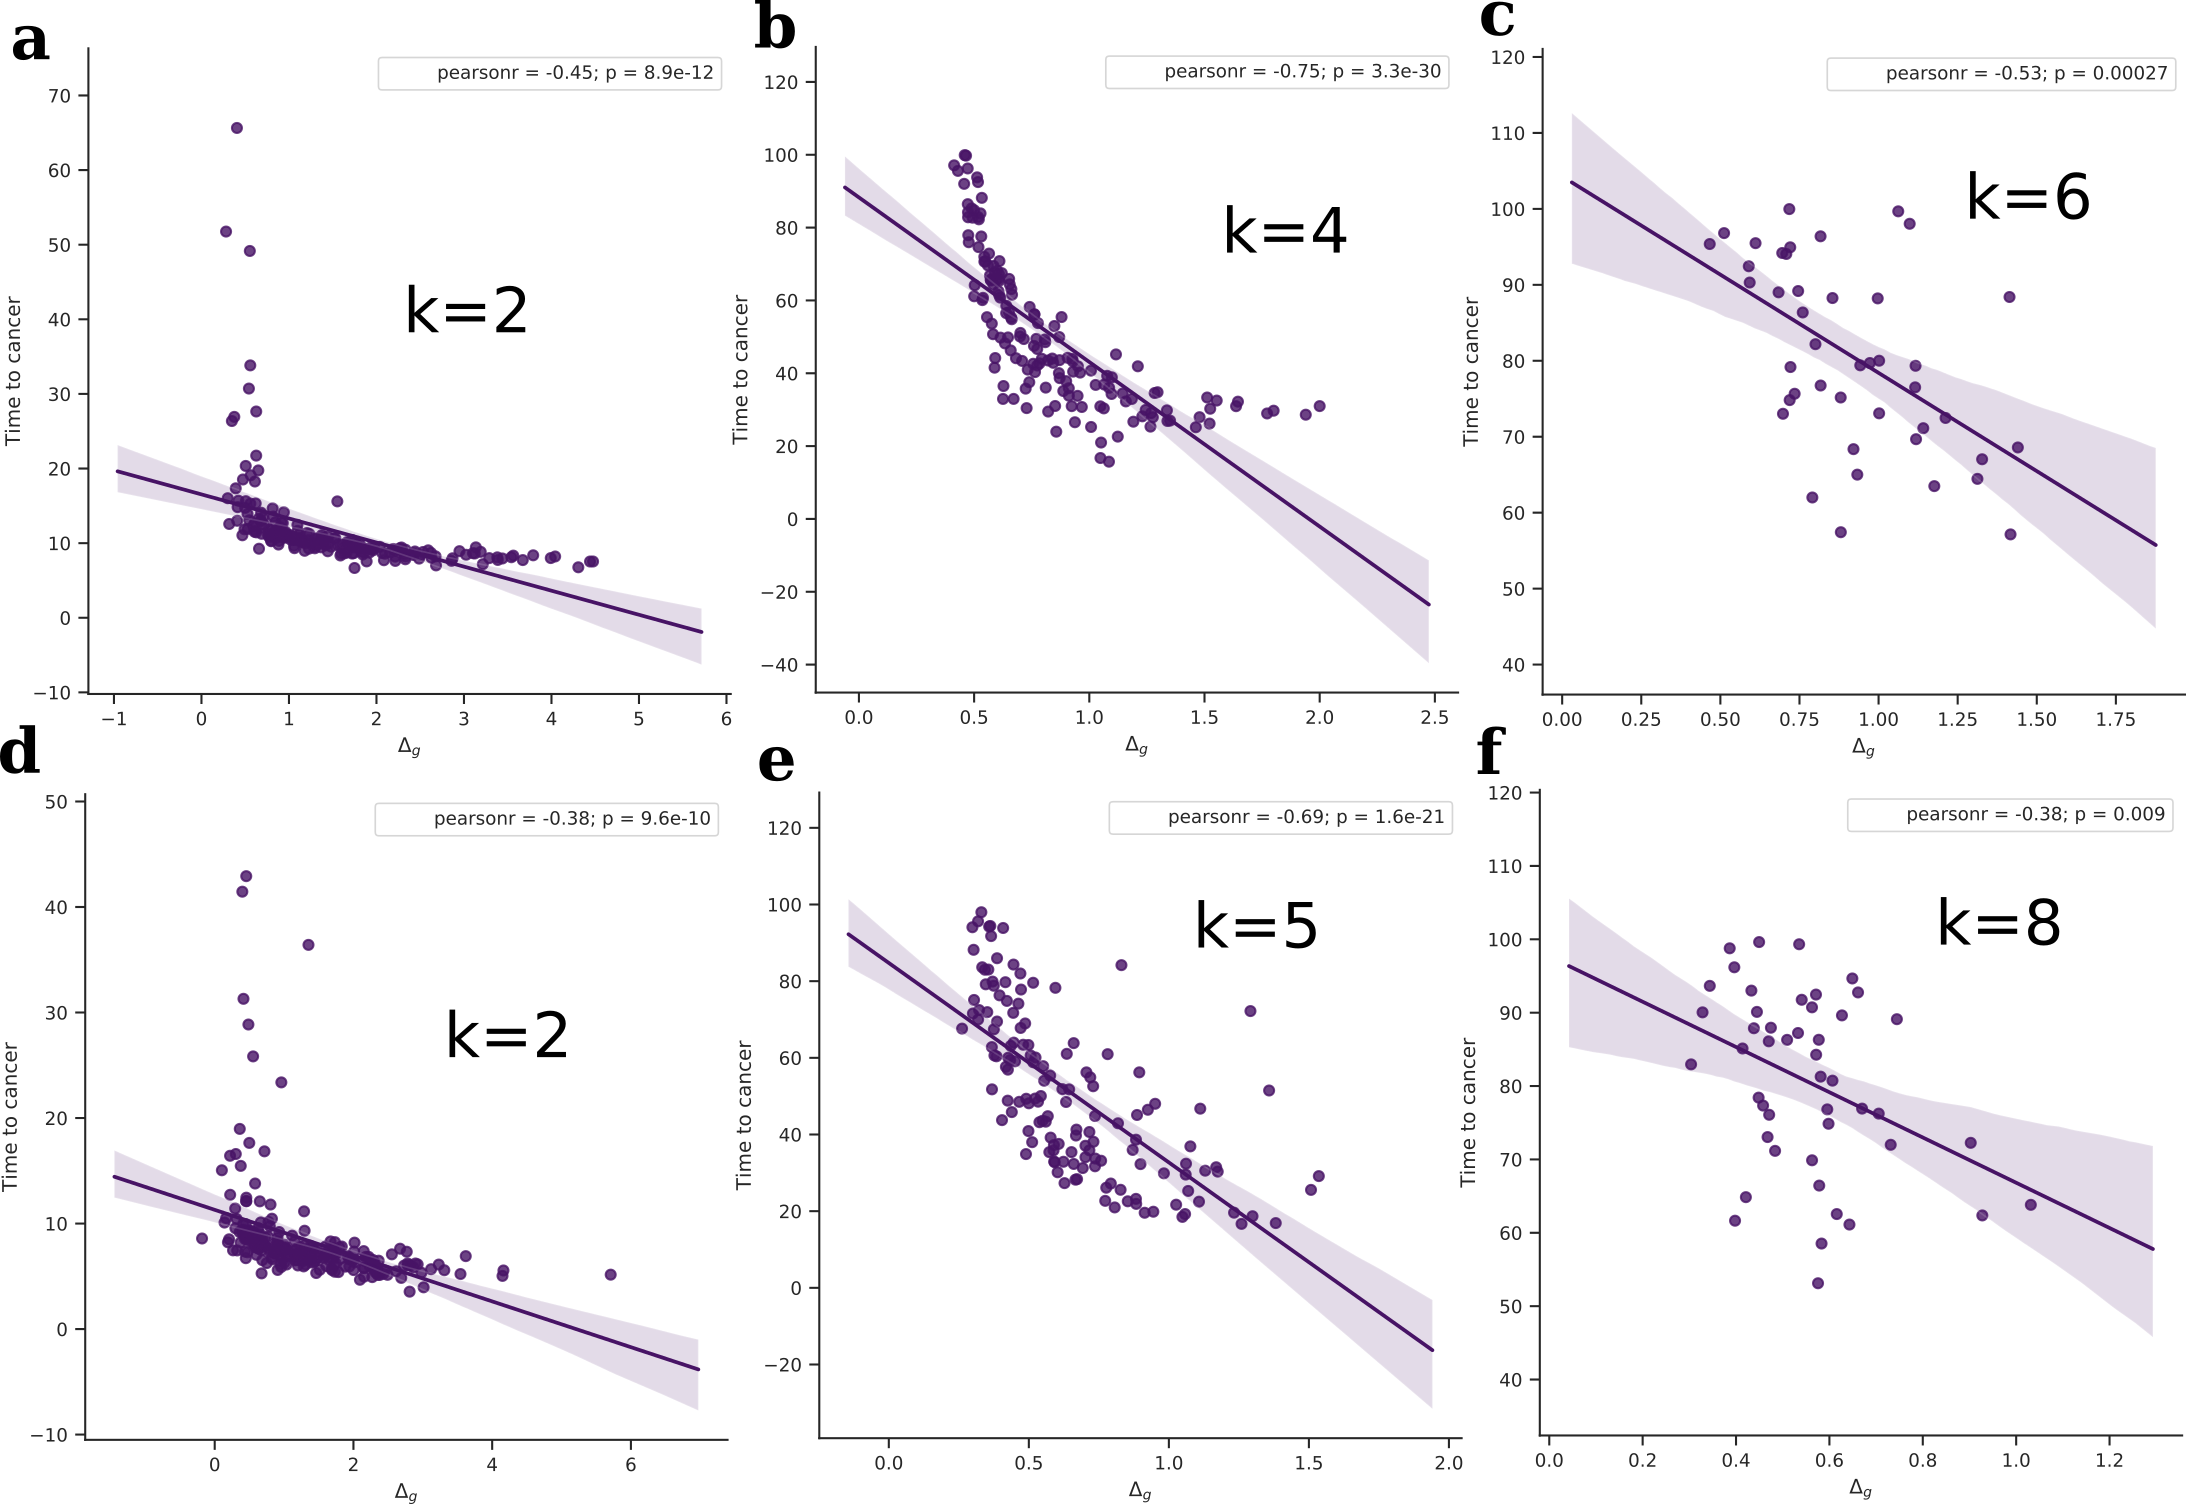 a
pearsonr = -0.45; p = 8.9e-12
k=2
Time to cancer
70
60
50
40
30
20
10
0
−10
−1 0 1 2 3 4 5 6
Δg
b
pearsonr = -0.75; p = 3.3e-30
k=4
Time to cancer
120
100
80
60
40
20
0
−20
−40
0.0 0.5 1.0 1.5 2.0 2.5
Δg
c
pearsonr = -0.53; p = 0.00027
k=6
Time to cancer
120
110
100
90
80
70
60
50
40
0.00 0.25 0.50 0.75 1.00 1.25 1.50 1.75
Δg
d
pearsonr = -0.38; p = 9.6e-10
k=2
Time to cancer
50
40
30
20
10
0
−10
0 2 4 6
Δg
e
pearsonr = -0.69; p = 1.6e-21
k=5
Time to cancer
120
100
80
60
40
20
0
−20
0.0 0.5 1.0 1.5 2.0
Δg
f
pearsonr = -0.38; p = 0.009
k=8
Time to cancer
120
110
100
90
80
70
60
50
40
0.0 0.2 0.4 0.6 0.8 1.0 1.2
Δg